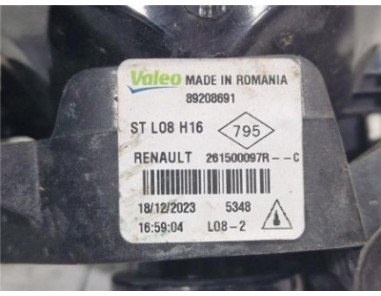 Valeo MADE IN ROMANIA
89208691
ST L08 H16 795
RENAULT 261500097R--C
18/12/2023 5348
16:59:04 L08-2